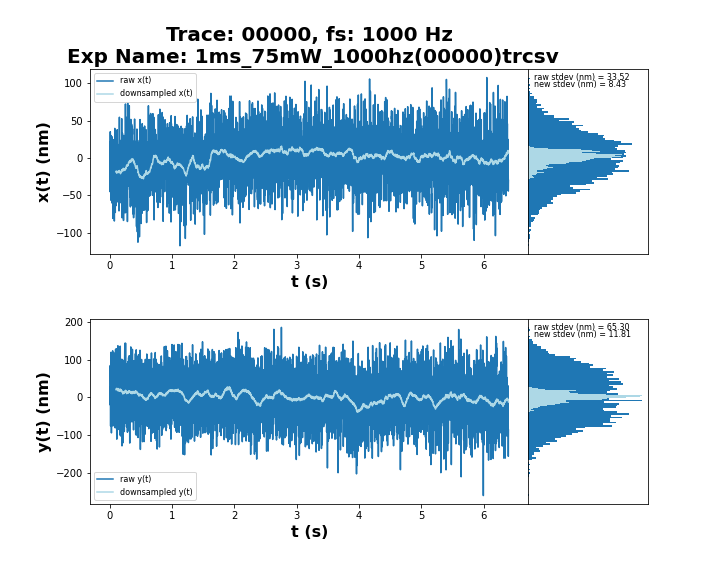 Trace: 00000, fs: 1000 Hz
Exp Name: 1ms_75mW_1000hz(00000)trcsv
raw x(t)
downsampled x(t)
raw stdev (nm) = 33.52
new stdev (nm) = 8.43
x(t) (nm)
100
50
0
−50
−100
0 1 2 3 4 5 6
t (s)
raw stdev (nm) = 65.30
new stdev (nm) = 11.81
y(t) (nm)
200
100
0
−100
−200
raw y(t)
downsampled y(t)
0 1 2 3 4 5 6
t (s)